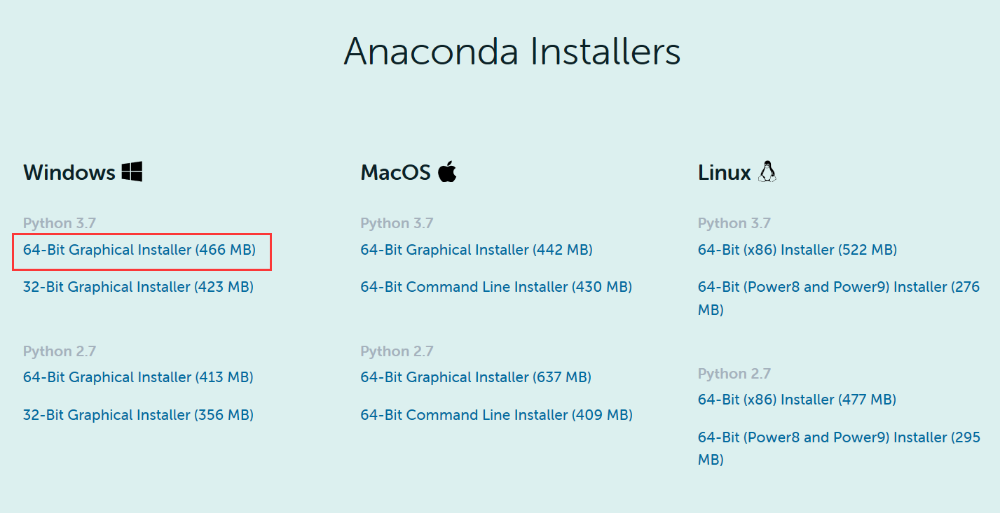 Anaconda Installers
Windows
Python 3.7
64-Bit Graphical Installer (466 MB)
32-Bit Graphical Installer (423 MB)
Python 2.7
64-Bit Graphical Installer (413 MB)
32-Bit Graphical Installer (356 MB)
MacOS
Python 3.7
64-Bit Graphical Installer (442 MB)
64-Bit Command Line Installer (430 MB)
Python 2.7
64-Bit Graphical Installer (637 MB)
64-Bit Command Line Installer (409 MB)
Linux
Python 3.7
64-Bit (x86) Installer (522 MB)
64-Bit (Power8 and Power9) Installer (276
MB)
Python 2.7
64-Bit (x86) Installer (477 MB)
64-Bit (Power8 and Power9) Installer (295
MB)